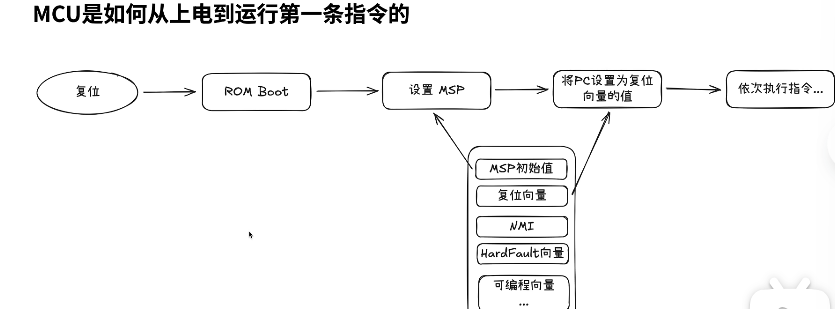 MCU是如何从上电到运行第一条指令的
复位
ROM Boot
设置 MSP
将PC设置为复位
向量的值
依次执行指令...
MSP初始值
复位向量
NMI
HardFault向量
可编程向量
...